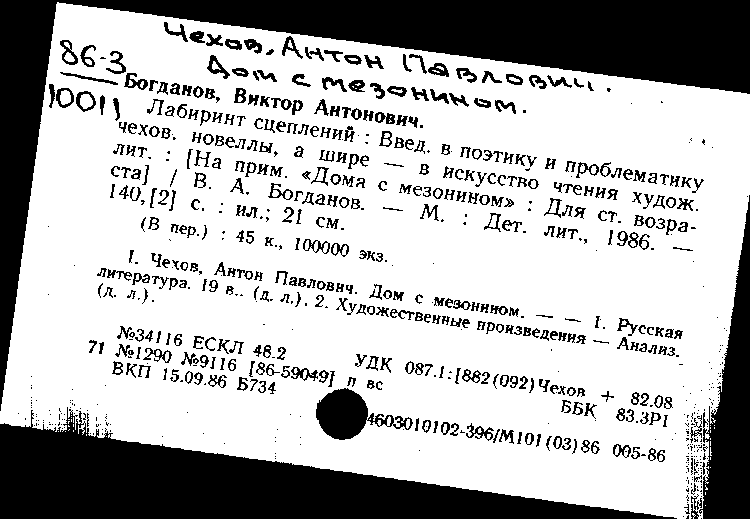 Чехов, Антон Павлович.
Дом с мезонином.
86-3
10011
Богданов, Виктор Антонович.
Лабиринт сцеплений : Введ. в поэтику и проблематику
чехов. новеллы, а шире — в искусство чтения худож.
лит. : [На прим. «Дома с мезонином» : Для ст. возра-
ста] / В. А. Богданов. — М. : Дет. лит., 1986. —
140,[2] с. : ил.; 21 см.
(В пер.) : 45 к., 100000 экз.
I. Чехов, Антон Павлович. Дом с мезонином. — — 1. Русская
литература. 19 в.. (д. л.). 2. Художественные произведения — Анализ.
(д. л.).
№34116 ЕСКЛ 48.2
71 №1290 №9116 [86-59049] п вс
ВКП 15.09.86 Б734
УДК 087.1:[882(092)Чехов + 82.08
ББК 83.3Р1
4603010102-396/М101(03)86 005-86